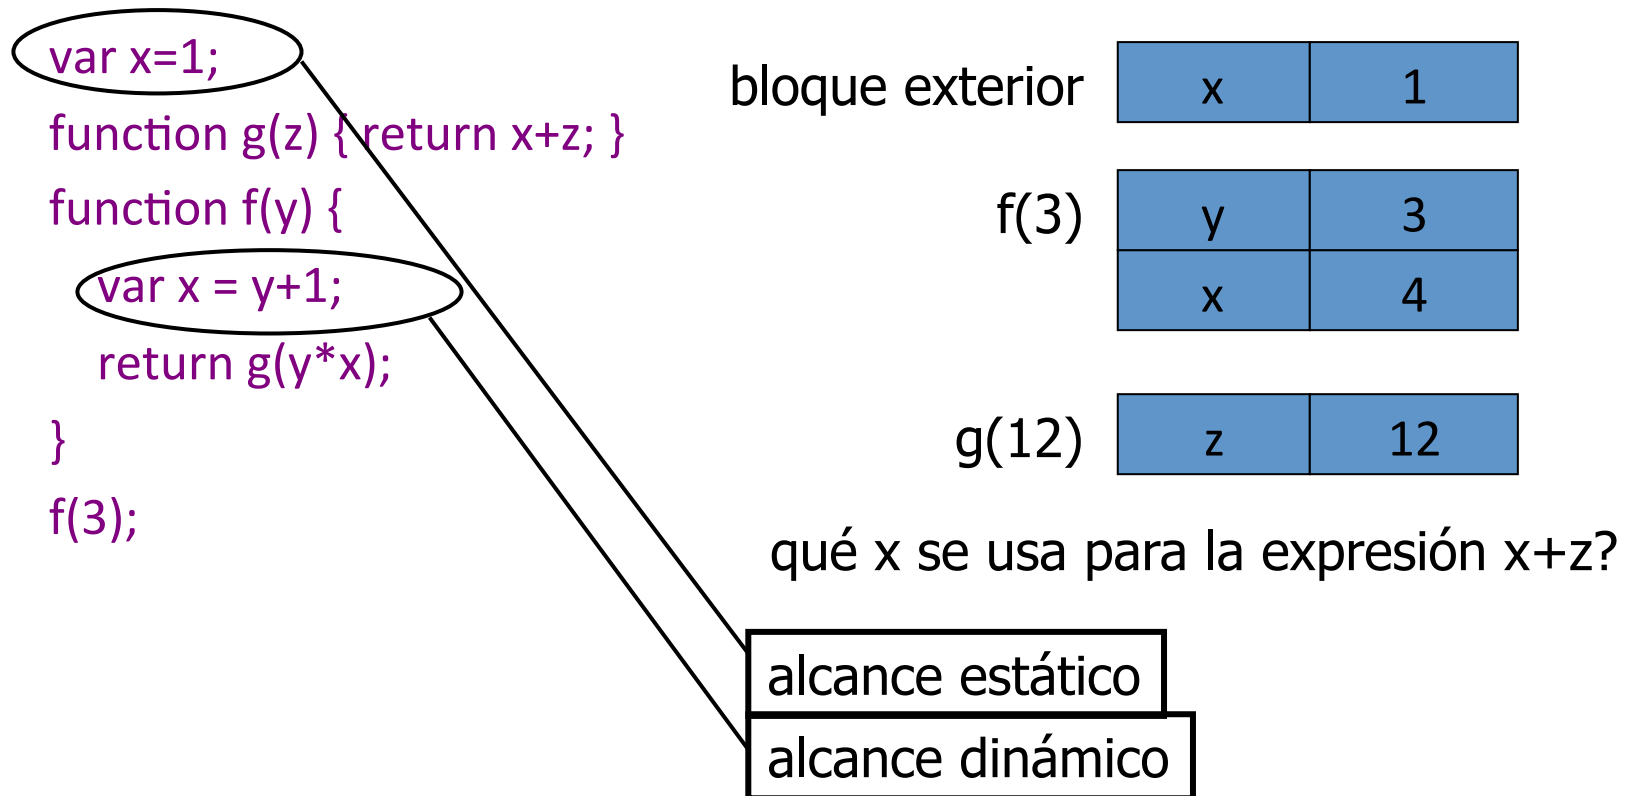 var x=1;
function g(z) { return x+z; }
function f(y) {
var x = y+1;
return g(y*x);
}
f(3);
bloque exterior x 1
f(3) y 3
x 4
g(12) z 12
qué x se usa para la expresión x+z?
alcance estático
alcance dinámico